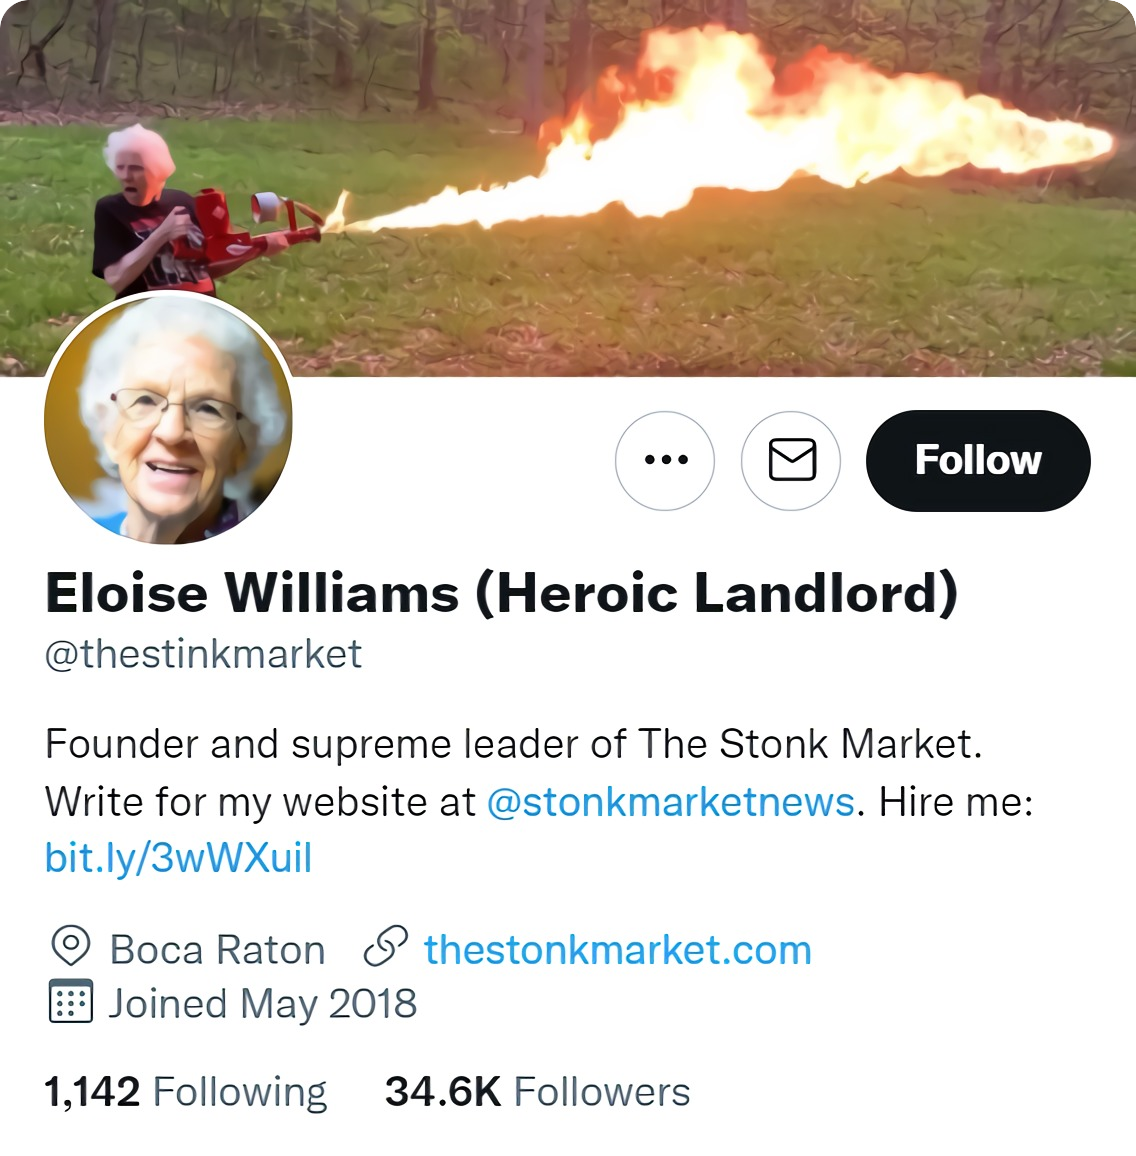 Follow
Eloise Williams (Heroic Landlord)
@thestinkmarket
Founder and supreme leader of The Stonk Market.
Write for my website at @stonkmarketnews. Hire me:
bit.ly/3wWXuil
Boca Raton thestonkmarket.com
Joined May 2018
1,142 Following 34.6K Followers